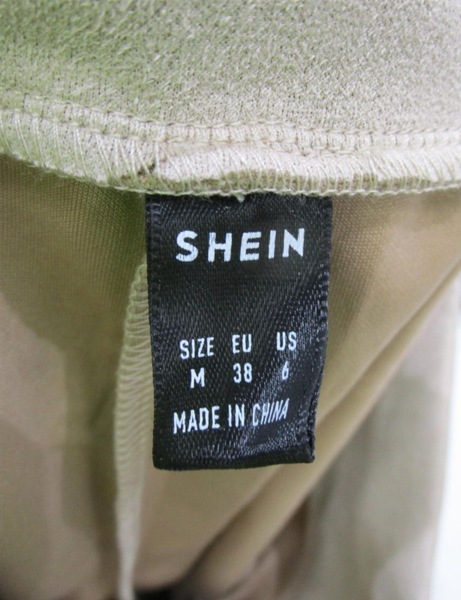 SHEIN
SIZE EU US
M 38 6
MADE IN CHINA